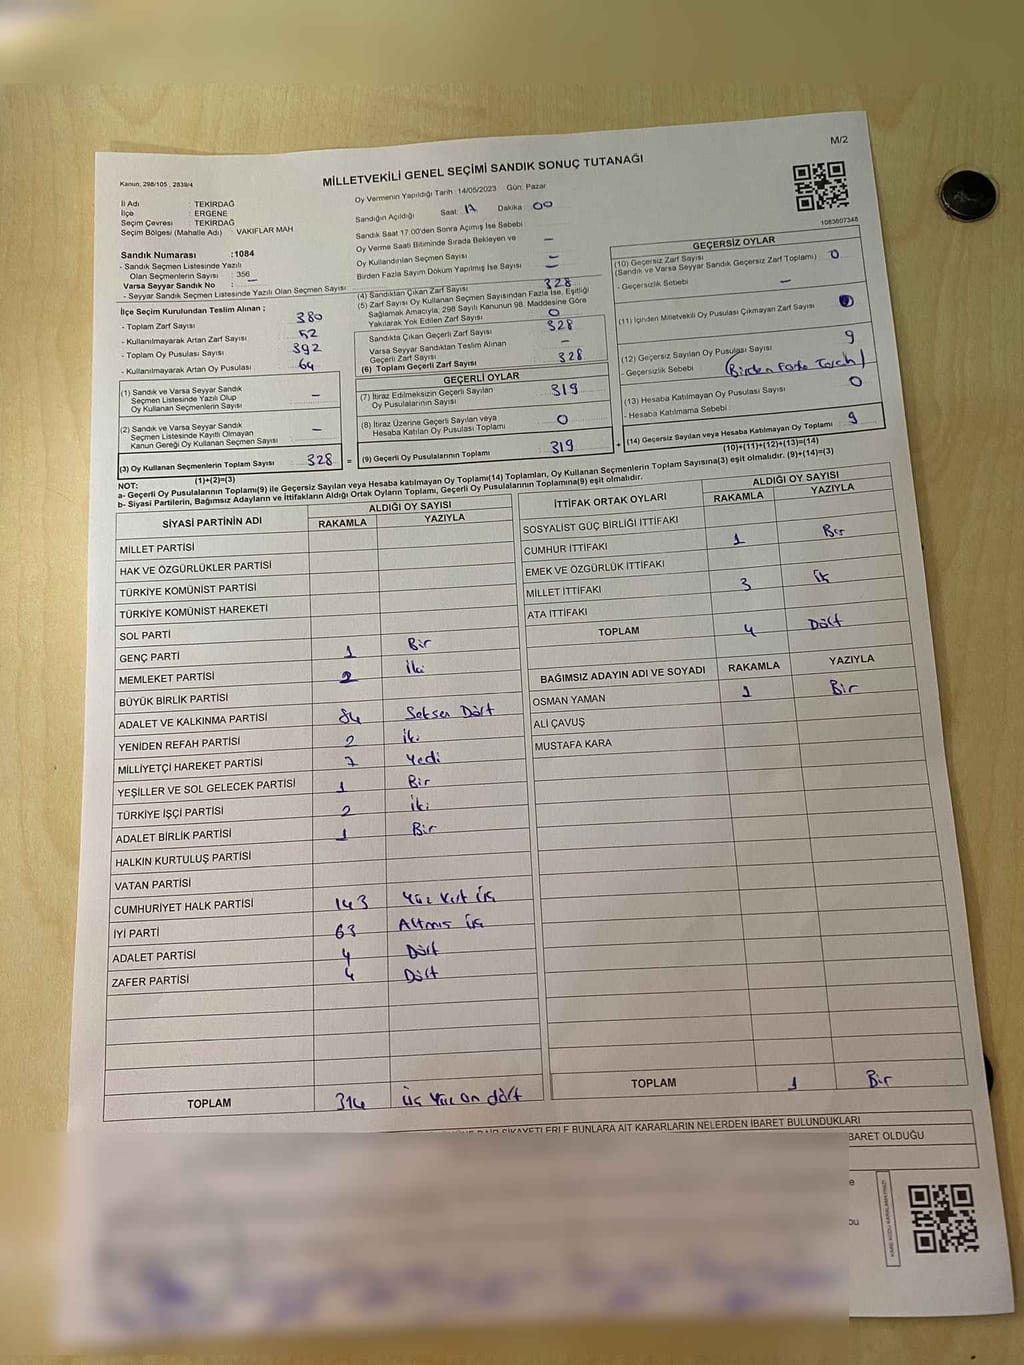 M/2
Kanun; 298/105 , 2839/4
MİLLETVEKİLİ GENEL SEÇİMİ SANDIK SONUÇ TUTANAĞI
Oy Vermenin Yapıldığı Tarih : 14/05/2023 Gün: Pazar
İl Adı : TEKİRDAĞ
İlçe : ERGENE
Seçim Çevresi : TEKİRDAĞ
Seçim Bölgesi (Mahalle Adı) : VAKIFLAR MAH
Sandık Numarası :1084
- Sandık Seçmen Listesinde Yazılı
Olan Seçmenlerin Sayısı : 356
Varsa Seyyar Sandık No : –
- Seyyar Sandık Seçmen Listesinde Yazılı Olan Seçmen Sayısı :
İlçe Seçim Kurulundan Teslim Alınan ;
- Toplam Zarf Sayısı 380
- Kullanılmayarak Artan Zarf Sayısı 52
- Toplam Oy Pusulası Sayısı 392
- Kullanılmayarak Artan Oy Pusulası 64
(1) Sandık ve Varsa Seyyar Sandık
Seçmen Listesinde Yazılı Olup
Oy Kullanan Seçmenlerin Sayısı –
(2) Sandık ve Varsa Seyyar Sandık
Seçmen Listesinde Kayıtlı Olmayan
Kanun Gereği Oy Kullanan Seçmen Sayısı –
(3) Oy Kullanan Seçmenlerin Toplam Sayısı 328
(1)+(2)=(3)
Sandığın Açıldığı Saat: 17 Dakika 00
Sandık Saat 17.00'den Sonra Açımış İse Sebebi
Oy Verme Saati Bitiminde Sırada Bekleyen ve –
Oy Kullandırılan Seçmen Sayısı –
Birden Fazla Sayım Döküm Yapılmış İse Sayısı –
(4) Sandıktan Çıkan Zarf Sayısı 328
(5) Zarf Sayısı Oy Kullanan Seçmen Sayısından Fazla İse, Eşitliği
Sağlamak Amacıyla, 298 Sayılı Kanunun 98. Maddesine Göre
Yakılarak Yok Edilen Zarf Sayısı 0
Sandıkta Çıkan Geçerli Zarf Sayısı 328
Varsa Seyyar Sandıktan Teslim Alınan
Geçerli Zarf Sayısı –
(6) Toplam Geçerli Zarf Sayısı 328
GEÇERLİ OYLAR
(7) İtiraz Edilmeksizin Geçerli Sayılan
Oy Pusulalarının Sayısı 319
(8) İtiraz Üzerine Geçerli Sayılan veya
Hesaba Katılan Oy Pusulası Toplamı 0
= (9) Geçerli Oy Pusulalarının Toplamı 319
1083607348
GEÇERSİZ OYLAR
(10) Geçersiz Zarf Sayısı
(Sandık ve Varsa Seyyar Sandık Geçersiz Zarf Toplamı) 0
- Geçersizlik Sebebi –
(11) İçinden Milletvekili Oy Pusulası Çıkmayan Zarf Sayısı
(12) Geçersiz Sayılan Oy Pusulası Sayısı 9
- Geçersizlik Sebebi (Birden Fazla Tercih)
(13) Hesaba Katılmayan Oy Pusulası Sayısı 0
- Hesaba Katılmama Sebebi
+ (14) Geçersiz Sayılan veya Hesaba Katılmayan Oy Toplamı 9
(10)+(11)+(12)+(13)=(14)
NOT:
a- Geçerli Oy Pusulalarının Toplamı(9) ile Geçersiz Sayılan veya Hesaba katılmayan Oy Toplamı(14) Toplamları, Oy Kullanan Seçmenlerin Toplam Sayısına(3) eşit olmalıdır. (9)+(14)=(3)
b- Siyasi Partilerin, Bağımsız Adayların ve İttifakların Aldığı Ortak Oyların Toplamı, Geçerli Oy Pusulalarının Toplamına(9) eşit olmalıdır.
SİYASİ PARTİNİN ADI ALDIĞI OY SAYISI
RAKAMLA YAZIYLA
MİLLET PARTİSİ
HAK VE ÖZGÜRLÜKLER PARTİSİ
TÜRKİYE KOMÜNİST PARTİSİ
TÜRKİYE KOMÜNİST HAREKETİ
SOL PARTİ
GENÇ PARTİ 1 Bir
MEMLEKET PARTİSİ 2 İki
BÜYÜK BİRLİK PARTİSİ
ADALET VE KALKINMA PARTİSİ 84 Seksen Dört
YENİDEN REFAH PARTİSİ 2 İki
MİLLİYETÇİ HAREKET PARTİSİ 7 Yedi
YEŞİLLER VE SOL GELECEK PARTİSİ 1 Bir
TÜRKİYE İŞÇİ PARTİSİ 2 İki
ADALET BİRLİK PARTİSİ 1 Bir
HALKIN KURTULUŞ PARTİSİ
VATAN PARTİSİ
CUMHURİYET HALK PARTİSİ 143 Yüz Kırk üç
İYİ PARTİ 63 Altmış üç
ADALET PARTİSİ 4 Dört
ZAFER PARTİSİ 4 Dört
TOPLAM 314 üç Yüz On dört
İTTİFAK ORTAK OYLARI ALDIĞI OY SAYISI
RAKAMLA YAZIYLA
SOSYALİST GÜÇ BİRLİĞİ İTTİFAKI
CUMHUR İTTİFAKI 1 Bir
EMEK VE ÖZGÜRLÜK İTTİFAKI
MİLLET İTTİFAKI 3 üç
ATA İTTİFAKI
TOPLAM 4 Dört
BAĞIMSIZ ADAYIN ADI VE SOYADI RAKAMLA YAZIYLA
OSMAN YAMAN 1 Bir
ALİ ÇAVUŞ
MUSTAFA KARA
TOPLAM 1 Bir
ŞİKAYETLERLE BUNLARA AİT KARARLARIN NELERDEN İBARET BULUNDUKLARI
BARET OLDUĞU